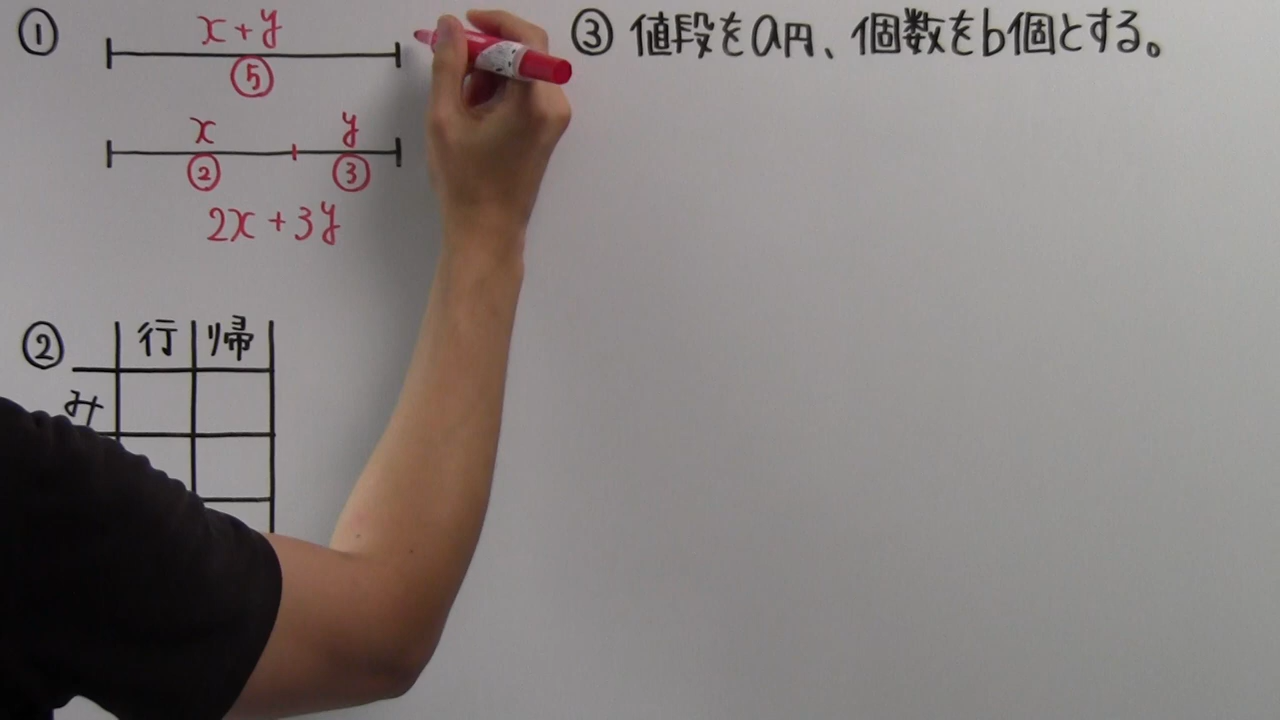 ① x+y
⑤
x y
② ③
2x+3y
② 行 帰
み
③ 値段をa円、個数をb個とする。